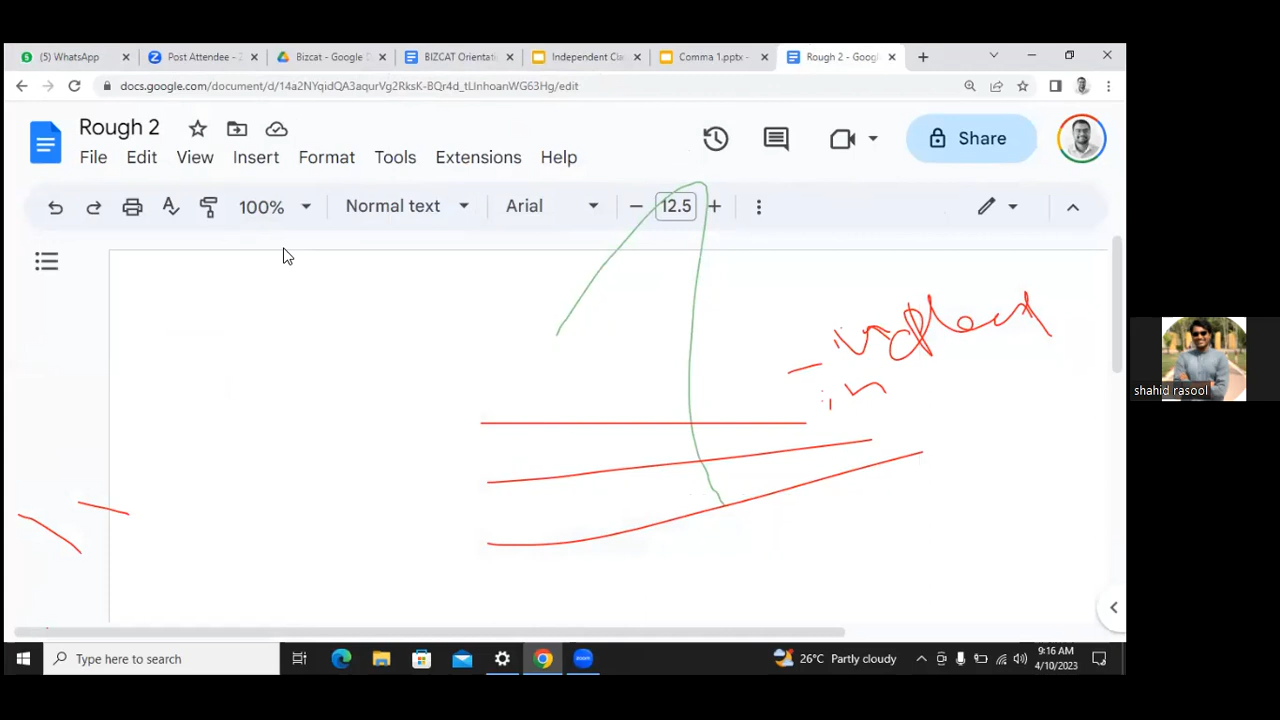 (5) WhatsApp
Post Attendee - Z
Bizcat - Google D
BIZCAT Orientati
Independent Cla
Comma 1.pptx -
Rough 2 - Googl
docs.google.com/document/d/14a2NYqidQA3aqurVg2RksK-BQr4d_tLInhoanWG63Hg/edit
Rough 2
Share
File Edit View Insert Format Tools Extensions Help
100% Normal text Arial 12.5
in
shahid rasool
Type here to search
26°C Partly cloudy
9:16 AM
4/10/2023